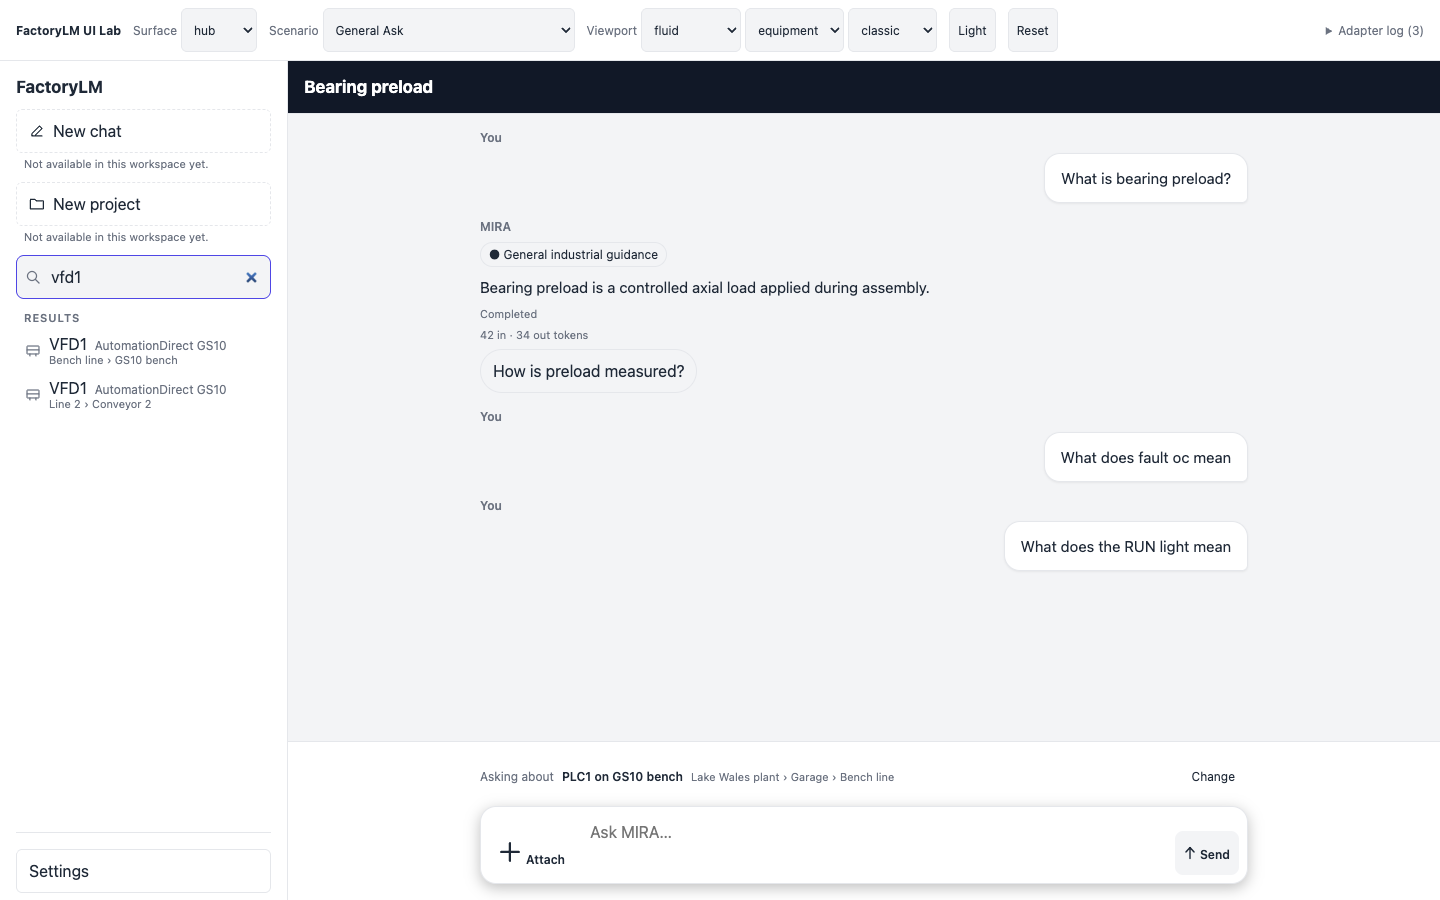 FactoryLM UI Lab Surface hub Scenario General Ask Viewport fluid equipment classic Light Reset ▶ Adapter log (3)
FactoryLM
New chat
Not available in this workspace yet.
New project
Not available in this workspace yet.
vfd1
RESULTS
VFD1 AutomationDirect GS10
Bench line › GS10 bench
VFD1 AutomationDirect GS10
Line 2 › Conveyor 2
Settings
Bearing preload
You
What is bearing preload?
MIRA
General industrial guidance
Bearing preload is a controlled axial load applied during assembly.
Completed
42 in · 34 out tokens
How is preload measured?
You
What does fault oc mean
You
What does the RUN light mean
Asking about PLC1 on GS10 bench Lake Wales plant › Garage › Bench line Change
Ask MIRA...
Attach
↑ Send